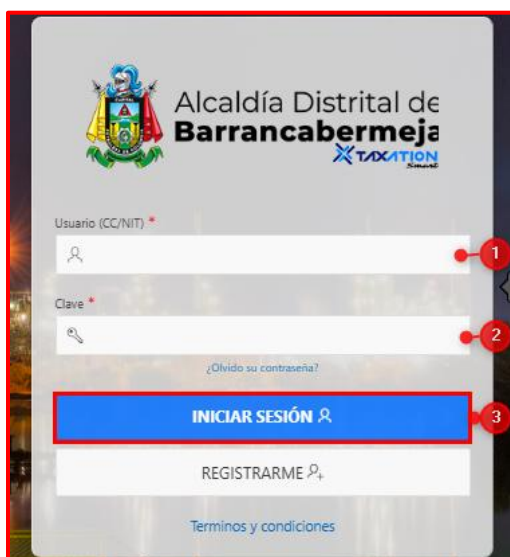 Alcaldía Distrital de
Barrancabermeja
TAXATION
Smart
Usuario (CC/NIT) *
1
Clave *
2
¿Olvido su contraseña?
INICIAR SESIÓN
3
REGISTRARME
Terminos y condiciones